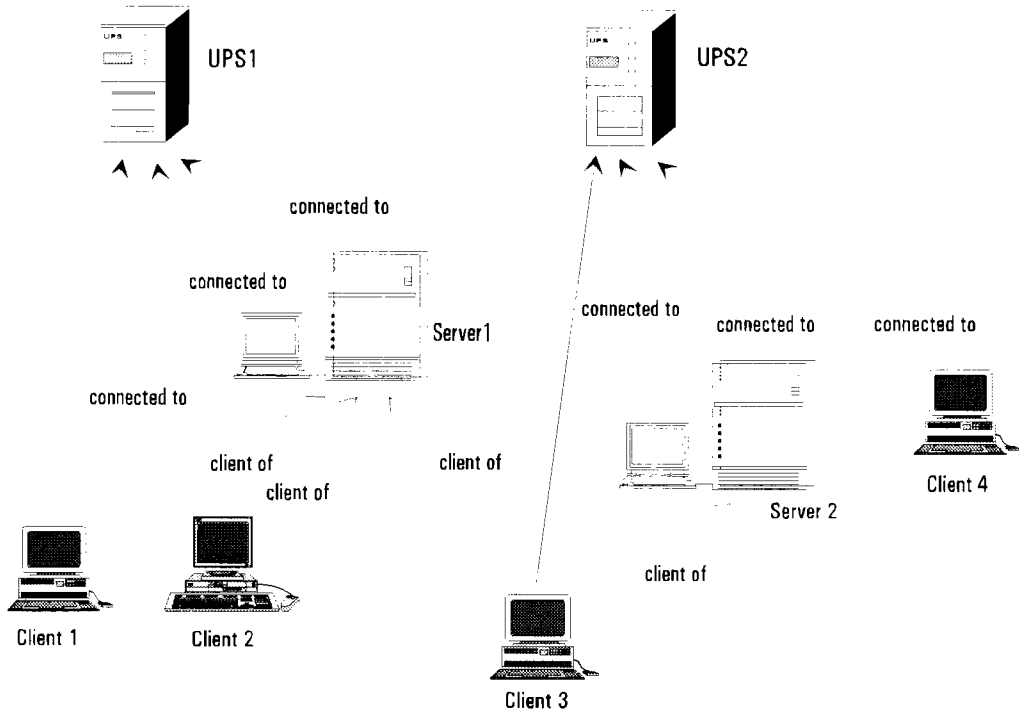 UPS
UPS1
UPS
UPS2
connected to
connected to
Server1
connected to
connected to
connected to
connected to
client of
client of
client of
Client 4
Server 2
client of
Client 1
Client 2
Client 3